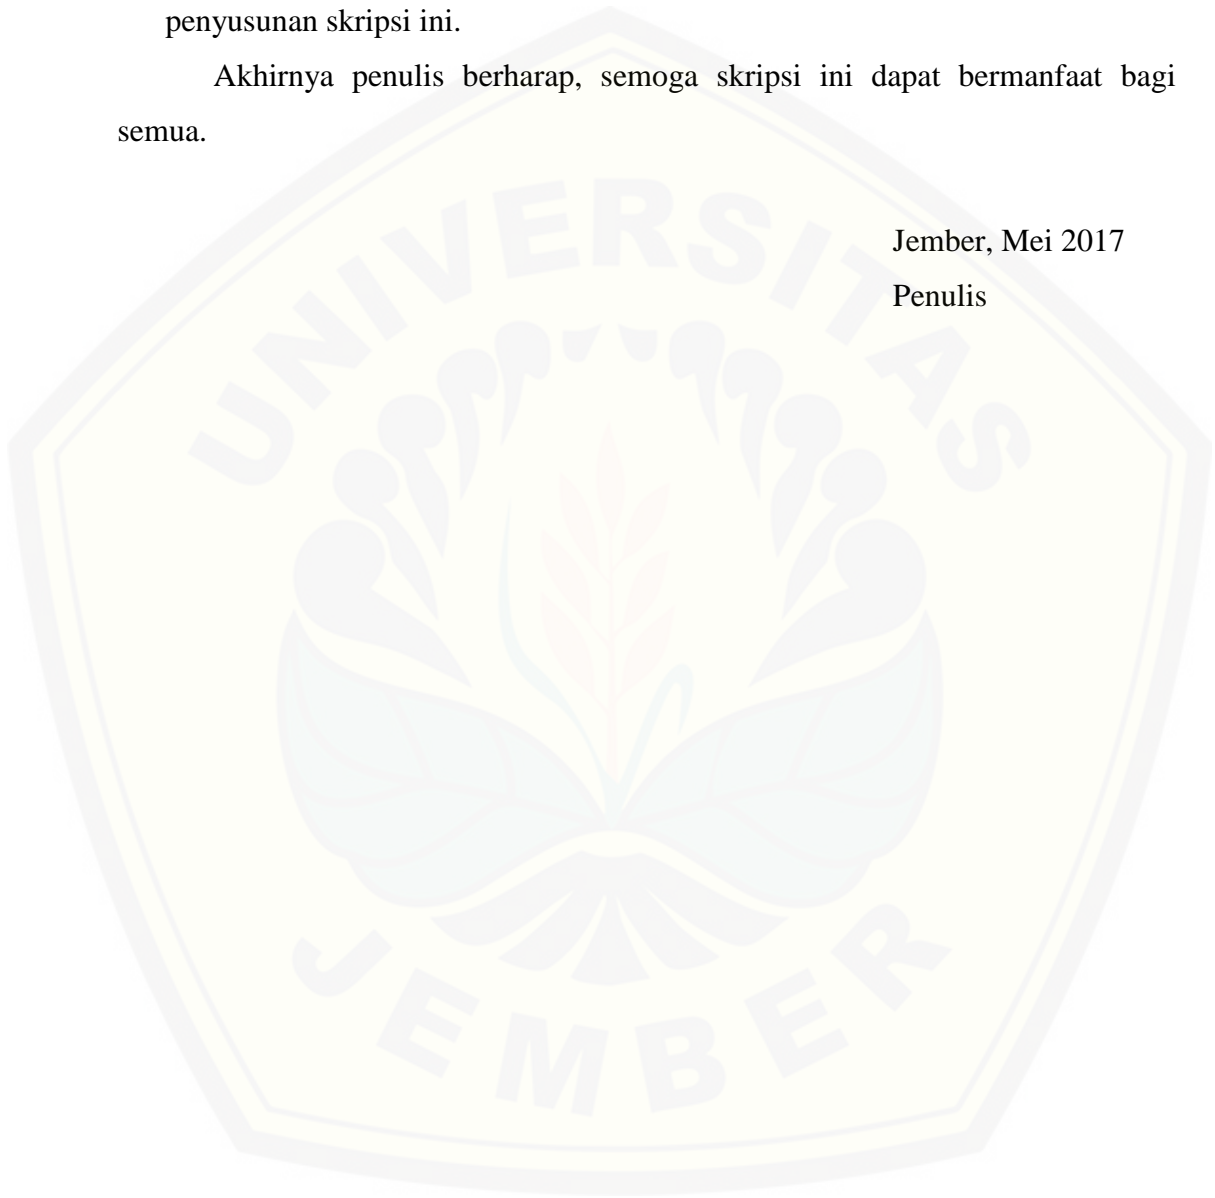 penyusunan skripsi ini.
Akhirnya penulis berharap, semoga skripsi ini dapat bermanfaat bagi
semua.
Jember, Mei 2017
Penulis
UNIVERSITAS
JEMBER